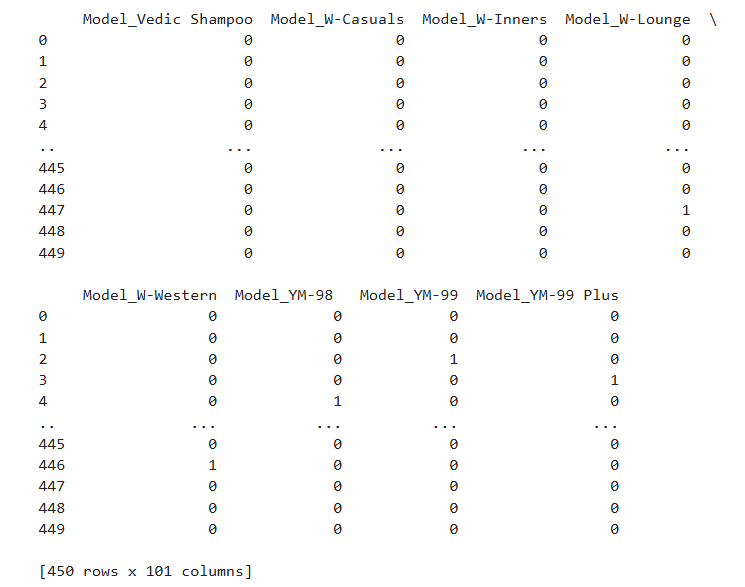 Model_Vedic Shampoo  Model_W-Casuals  Model_W-Inners  Model_W-Lounge  \
0                      0                0               0               0
1                      0                0               0               0
2                      0                0               0               0
3                      0                0               0               0
4                      0                0               0               0
..                   ...              ...             ...             ...
445                    0                0               0               0
446                    0                0               0               0
447                    0                0               0               1
448                    0                0               0               0
449                    0                0               0               0

     Model_W-Western  Model_YM-98   Model_YM-99  Model_YM-99 Plus
0                  0             0            0                 0
1                  0             0            0                 0
2                  0             0            1                 0
3                  0             0            0                 1
4                  0             1            0                 0
..               ...           ...          ...               ...
445                0             0            0                 0
446                1             0            0                 0
447                0             0            0                 0
448                0             0            0                 0
449                0             0            0                 0

[450 rows x 101 columns]